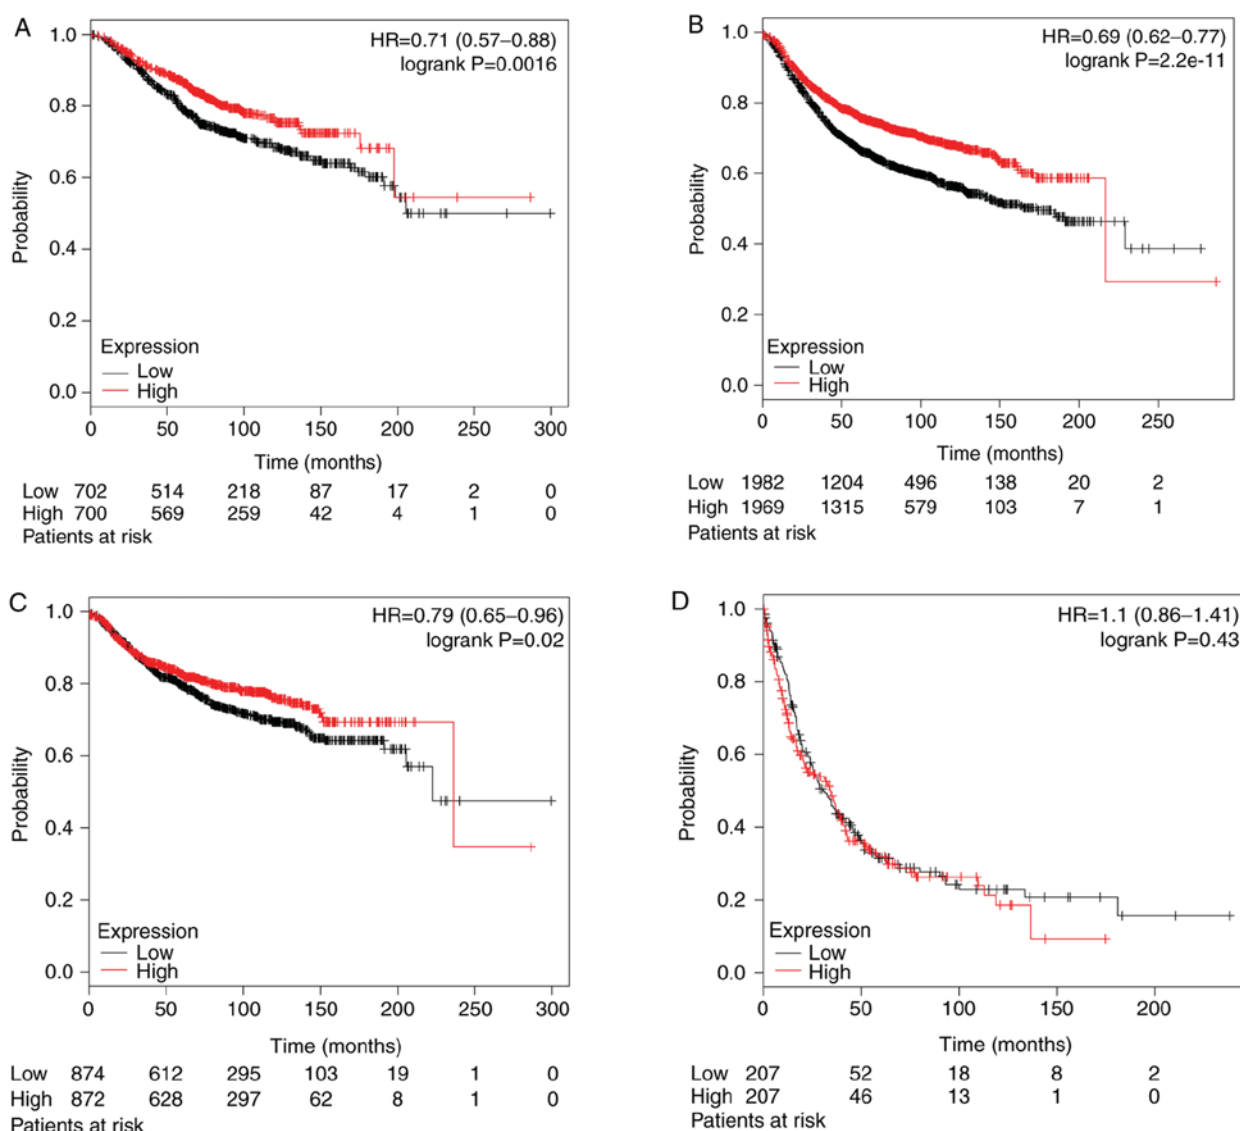 A
HR=0.71 (0.57–0.88)
logrank P=0.0016
1.0
0.8
0.6
0.4
0.2
0.0
Probability
Expression
Low
High
0 50 100 150 200 250 300
Time (months)
Low 702 514 218 87 17 2 0
High 700 569 259 42 4 1 0
Patients at risk
B
HR=0.69 (0.62–0.77)
logrank P=2.2e-11
1.0
0.8
0.6
0.4
0.2
0.0
Probability
Expression
Low
High
0 50 100 150 200 250
Time (months)
Low 1982 1204 496 138 20 2
High 1969 1315 579 103 7 1
Patients at risk
C
HR=0.79 (0.65–0.96)
logrank P=0.02
1.0
0.8
0.6
0.4
0.2
0.0
Probability
Expression
Low
High
0 50 100 150 200 250 300
Time (months)
Low 874 612 295 103 19 1 0
High 872 628 297 62 8 1 0
Patients at risk
D
HR=1.1 (0.86–1.41)
logrank P=0.43
1.0
0.8
0.6
0.4
0.2
0.0
Probability
Expression
Low
High
0 50 100 150 200
Time (months)
Low 207 52 18 8 2
High 207 46 13 1 0
Patients at risk